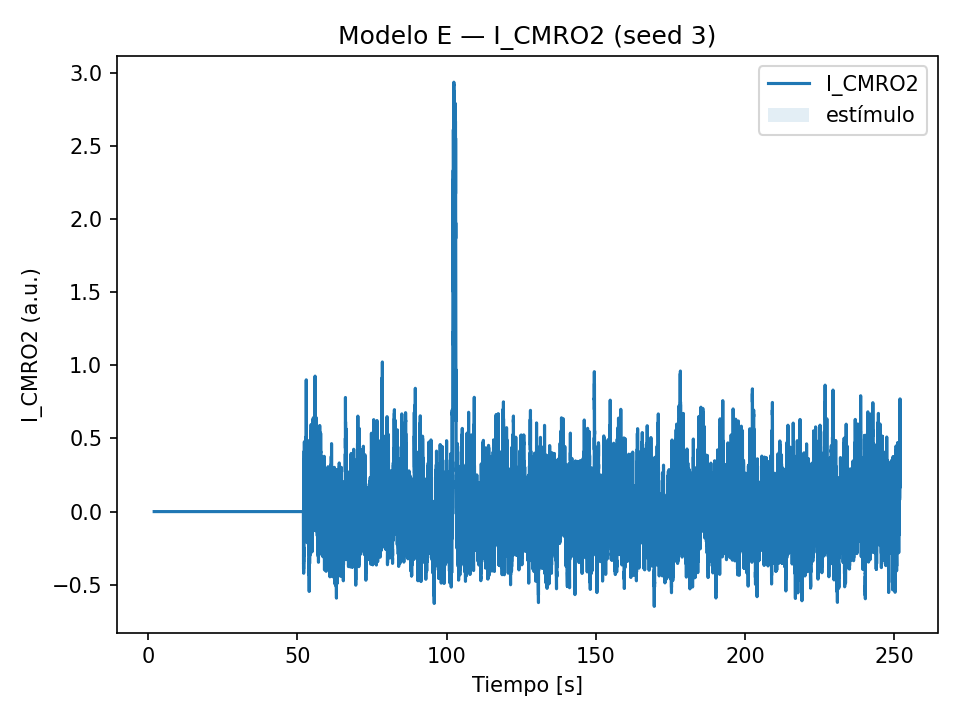 Modelo E — I_CMRO2 (seed 3)
I_CMRO2
estímulo
3.0
2.5
2.0
1.5
1.0
0.5
0.0
−0.5
I_CMRO2 (a.u.)
0 50 100 150 200 250
Tiempo [s]